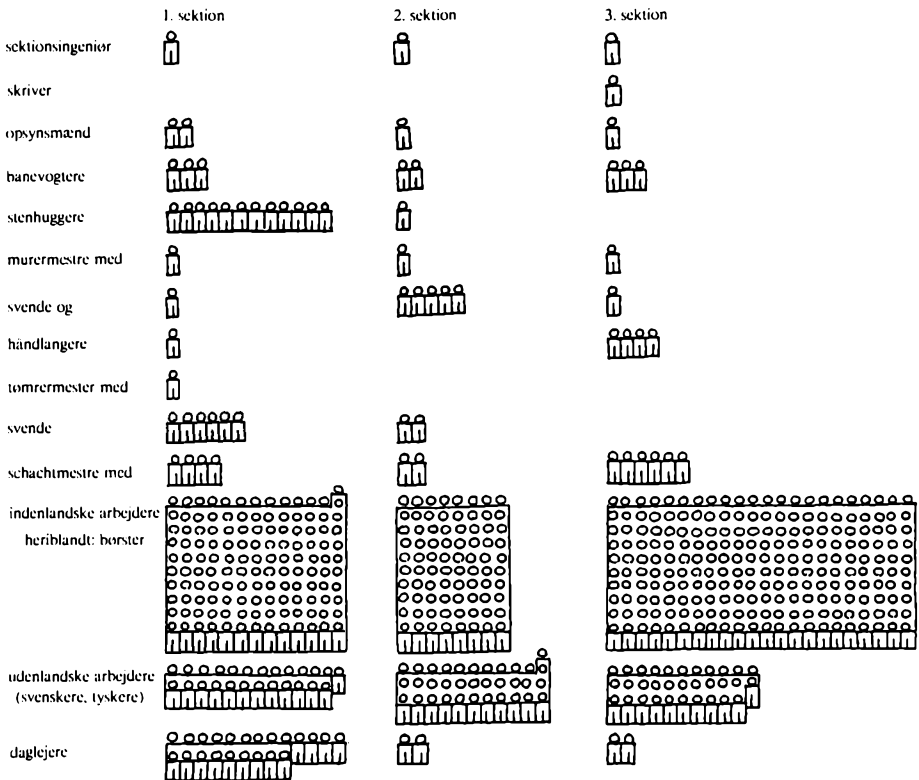 1. sektion 2. sektion 3. sektion
sektionsingeniør
skriver
opsynsmænd
banevogtere
stenhuggere
murermestre med
svende og
håndlangere
tømrermester med
svende
schachtmestre med
indenlandske arbejdere
heriblandt: børster
udenlandske arbejdere
(svenskere, tyskere)
daglejere